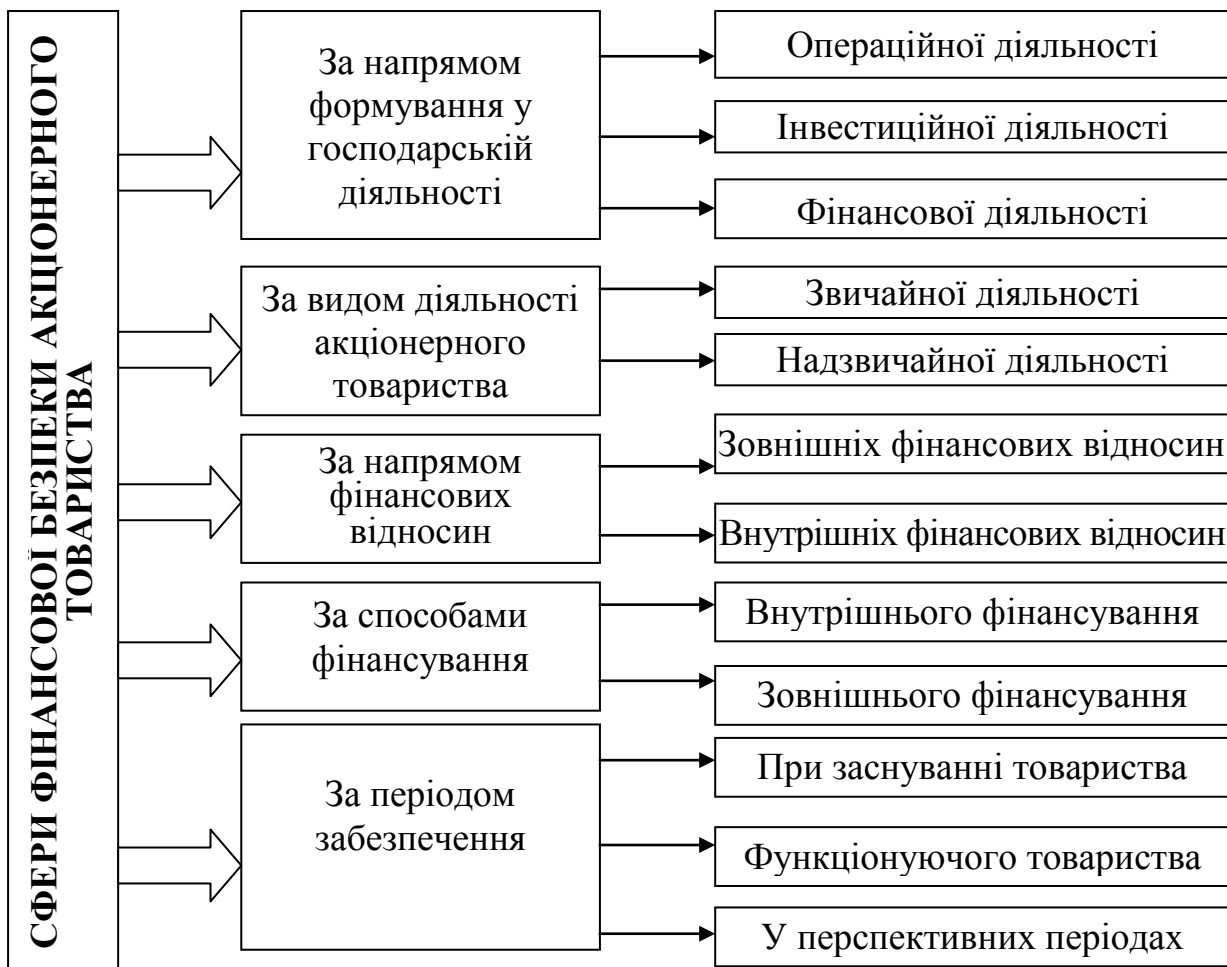 СФЕРИ ФІНАНСОВОЇ БЕЗПЕКИ АКЦІОНЕРНОГО
ТОВАРИСТВА
За напрямом
формування у
господарській
діяльності
Операційної діяльності
Інвестиційної діяльності
Фінансової діяльності
За видом діяльності
акціонерного
товариства
Звичайної діяльності
Надзвичайної діяльності
За напрямом
фінансових
відносин
Зовнішніх фінансових відносин
Внутрішніх фінансових відносин
За способами
фінансування
Внутрішнього фінансування
Зовнішнього фінансування
За періодом
забезпечення
При заснуванні товариства
Функціонуючого товариства
У перспективних періодах